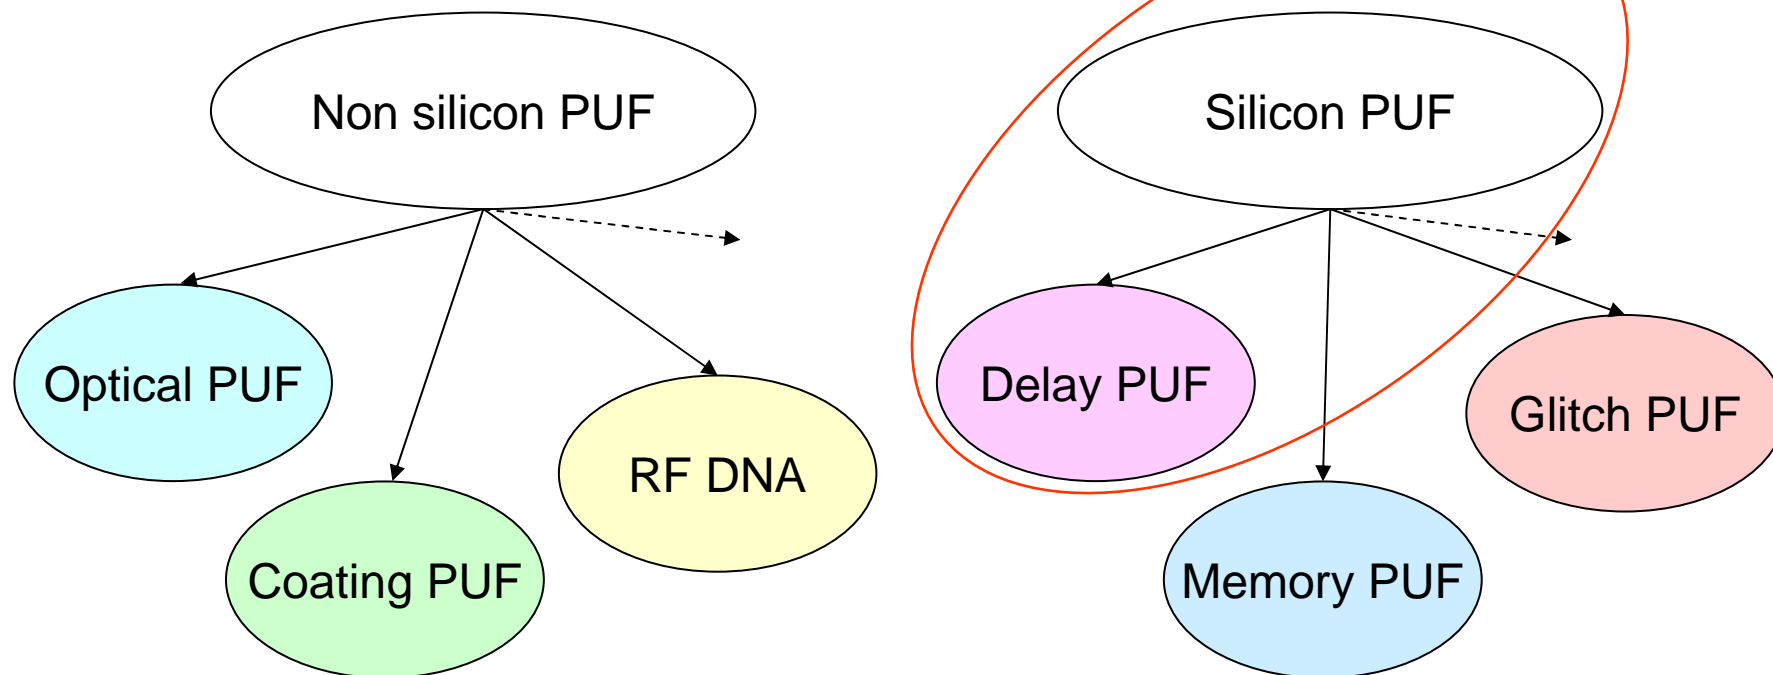 Non silicon PUF
Silicon PUF
Optical PUF
Delay PUF
Glitch PUF
RF DNA
Coating PUF
Memory PUF